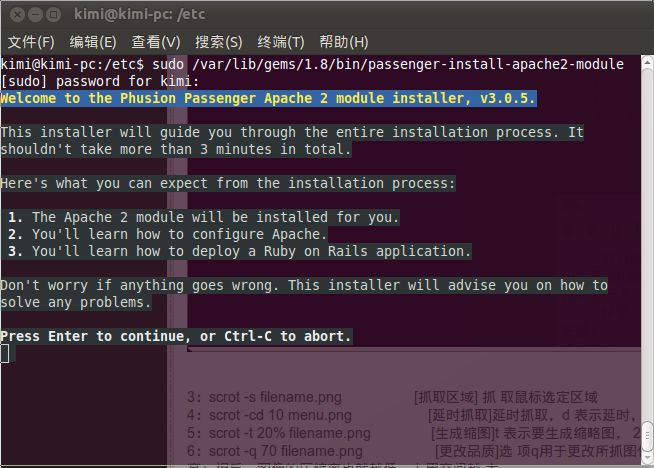 kimi@kimi-pc: /etc
文件(F) 编辑(E) 查看(V) 搜索(S) 终端(T) 帮助(H)
kimi@kimi-pc:/etc$ sudo /var/lib/gems/1.8/bin/passenger-install-apache2-module
[sudo] password for kimi:
Welcome to the Phusion Passenger Apache 2 module installer, v3.0.5.
This installer will guide you through the entire installation process. It
shouldn't take more than 3 minutes in total.
Here's what you can expect from the installation process:
1. The Apache 2 module will be installed for you.
2. You'll learn how to configure Apache.
3. You'll learn how to deploy a Ruby on Rails application.
Don't worry if anything goes wrong. This installer will advise you on how to
solve any problems.
Press Enter to continue, or Ctrl-C to abort.
3：scrot -s filename.png [抓取区域] 抓 取鼠标选定区域
4：scrot -cd 10 menu.png [延时抓取]延时抓取，d 表示延时，
5：scrot -t 20% filename.png [生成缩图]t 表示要生成缩略图， 2
6：scrot -q 70 filename.png [更改品质]选 项q用于更改所抓图